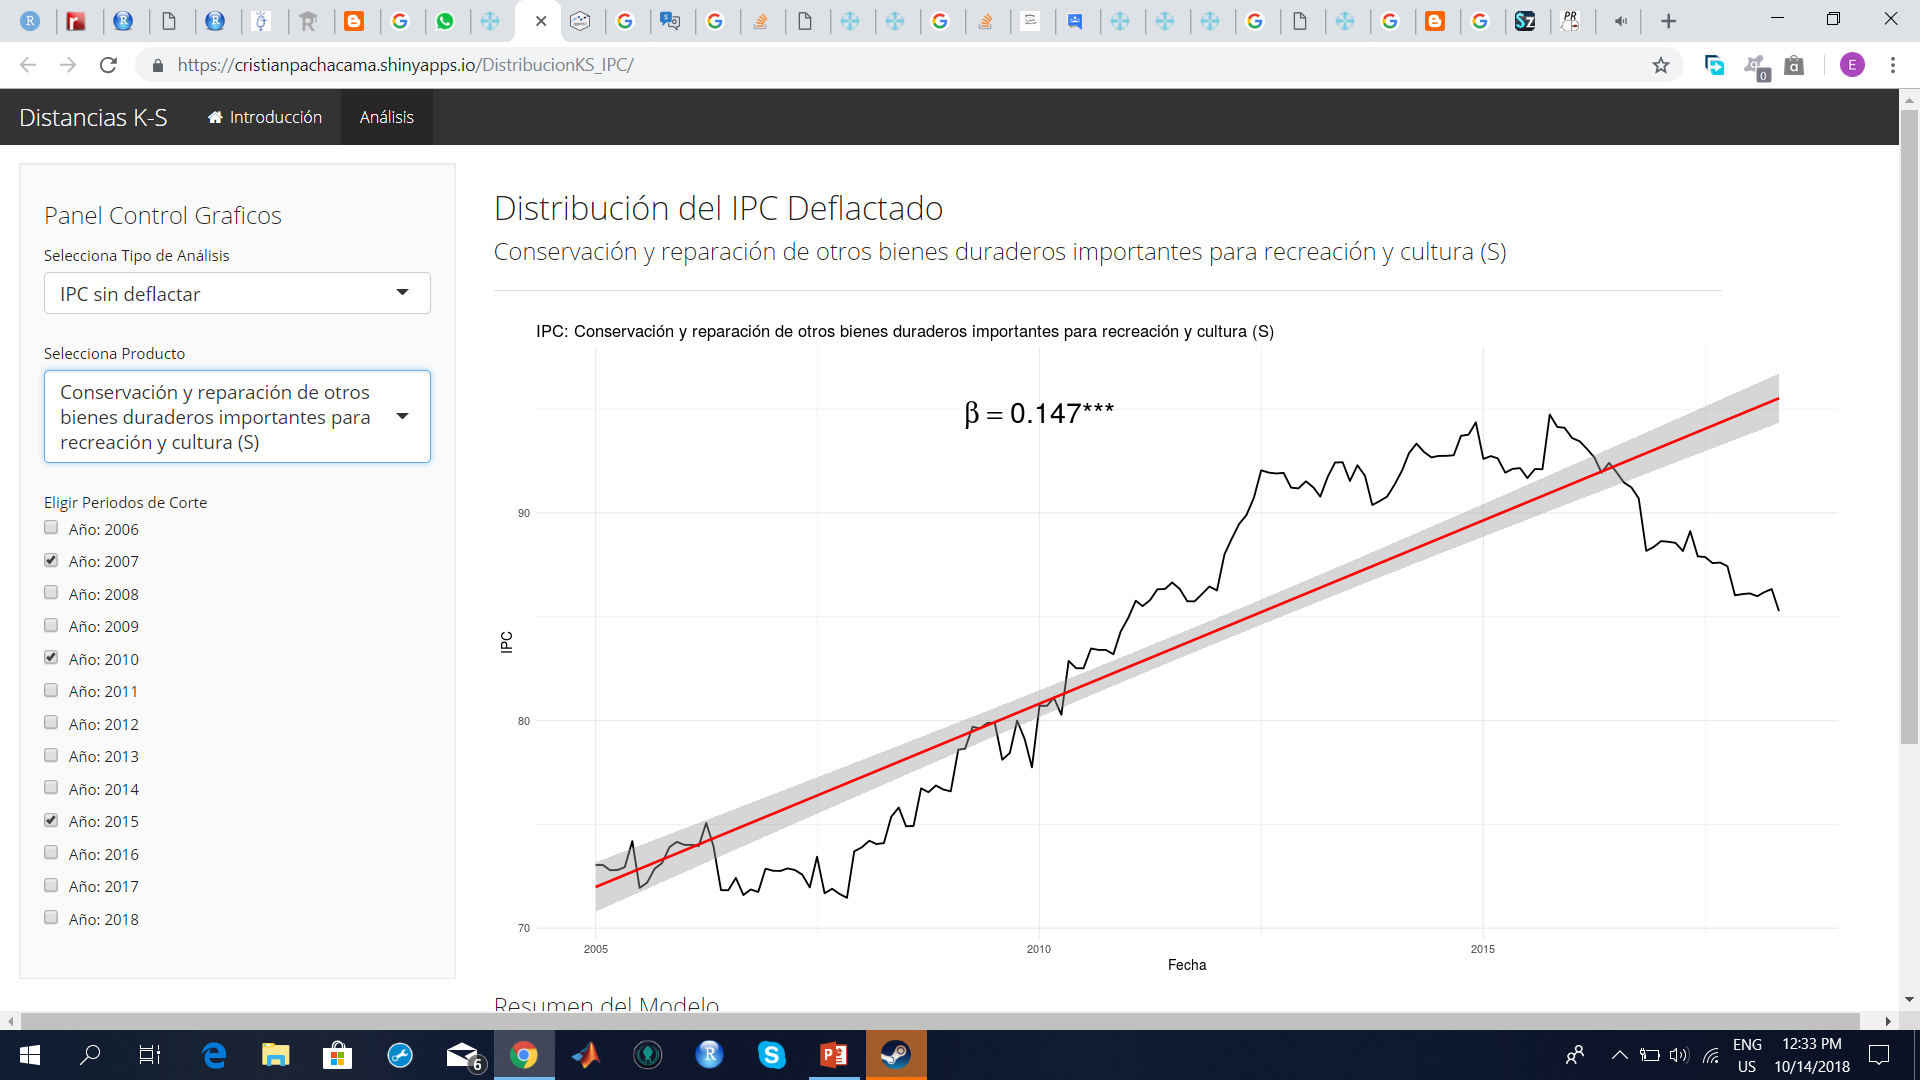 https://cristianpachacama.shinyapps.io/DistribucionKS_IPC/
0
E
Distancias K-S
Introducción
Análisis
Panel Control Graficos
Selecciona Tipo de Análisis
IPC sin deflactar
Selecciona Producto
Conservación y reparación de otros
bienes duraderos importantes para
recreación y cultura (S)
Eligir Periodos de Corte
Año: 2006
Año: 2007
Año: 2008
Año: 2009
Año: 2010
Año: 2011
Año: 2012
Año: 2013
Año: 2014
Año: 2015
Año: 2016
Año: 2017
Año: 2018
Distribución del IPC Deflactado
Conservación y reparación de otros bienes duraderos importantes para recreación y cultura (S)
IPC: Conservación y reparación de otros bienes duraderos importantes para recreación y cultura (S)
β = 0.147***
90
80
70
IPC
2005
2010
2015
Fecha
Resumen del Modelo
6
ENG
US
12:33 PM
10/14/2018